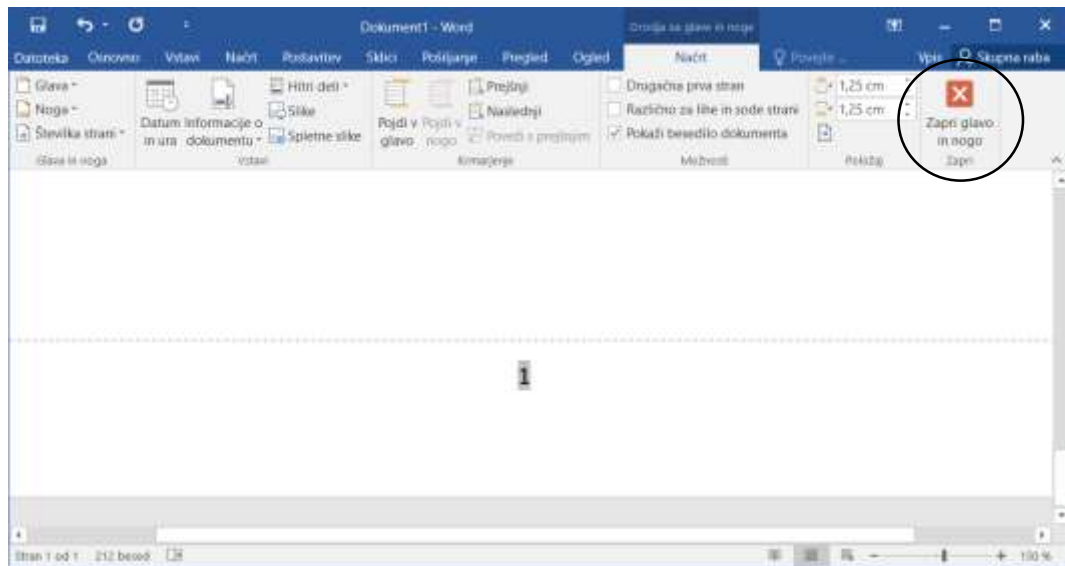 Dokument1 - Word
Orodja za glave in noge
Datoteka Osnovno Vstavi Načrt Postavitev Sklici Pošiljanje Pregled Ogled Načrt Povejte ... Vpis Skupna raba
Glava
Noga
Številka strani
Glava in noga
Datum in ura
Informacije o dokumentu
Hitri deli
Slike
Spletne slike
Vstavi
Pojdi v glavo
Pojdi v nogo
Prejšnji
Naslednji
Poveži s prejšnjim
Krmarjenje
Drugačna prva stran
Različno za lihe in sode strani
Pokaži besedilo dokumenta
Možnosti
1,25 cm
1,25 cm
Položaj
Zapri glavo
in nogo
Zapri
1
Stran 1 od 1 212 besed 100 %